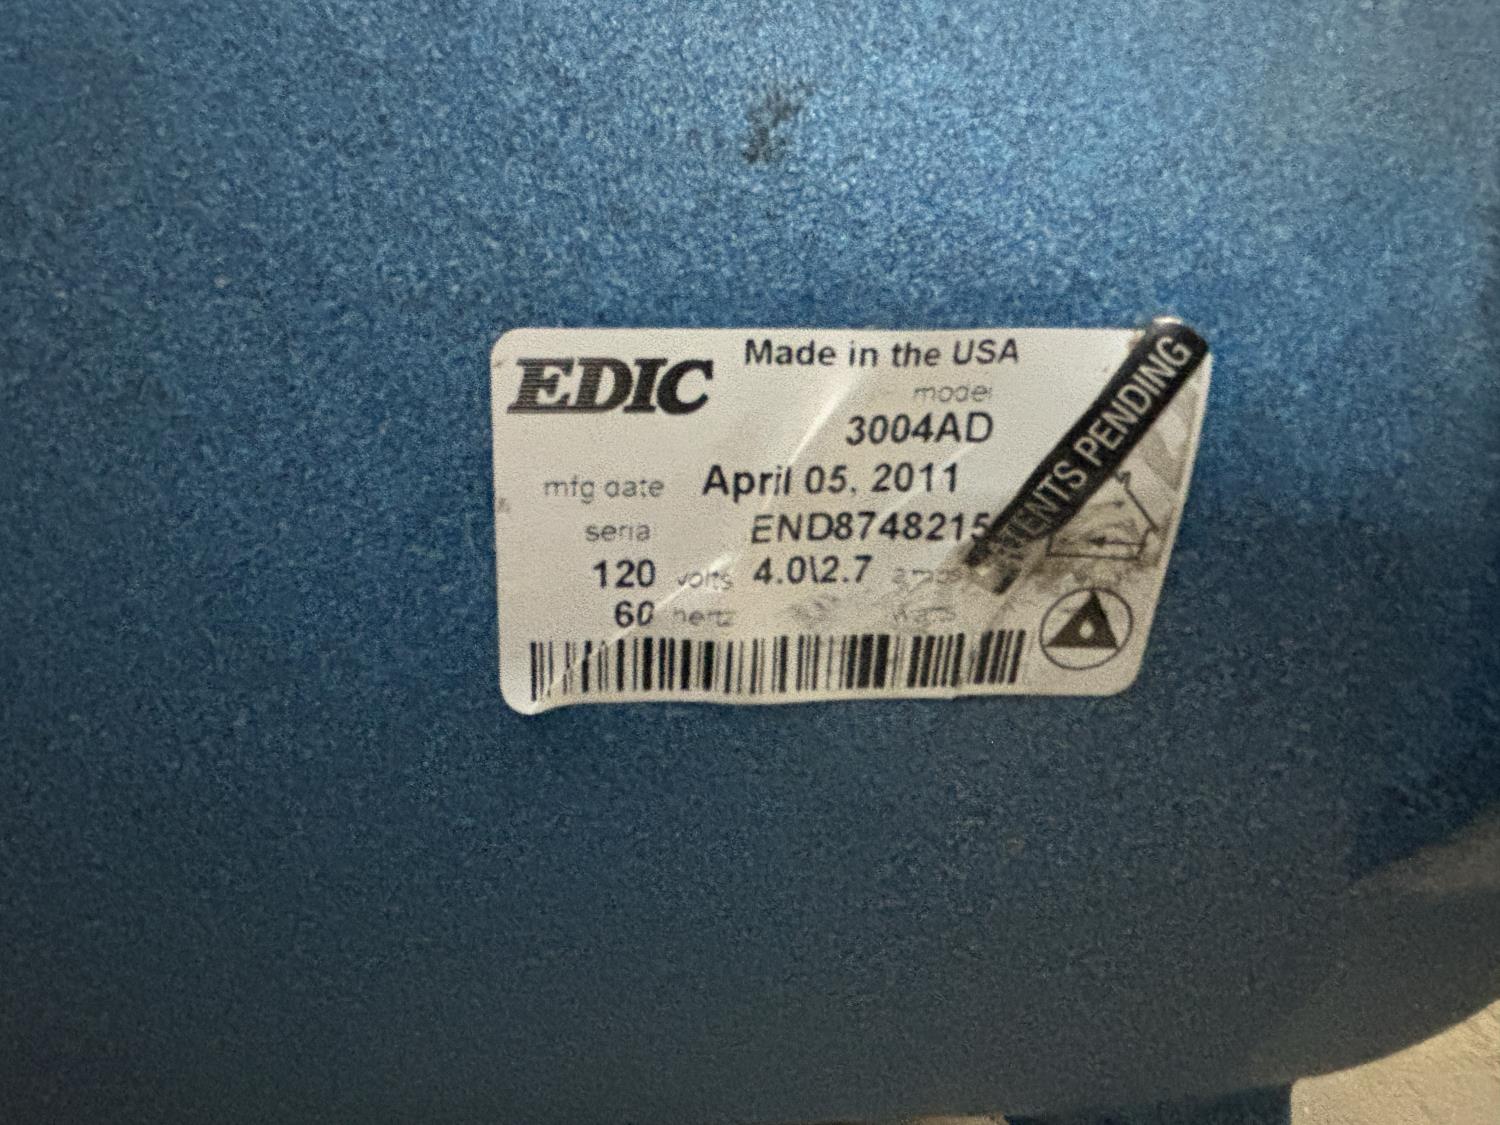 EDIC
Made in the USA
model
3004AD
mfg date April 05, 2011
serial END8748215
120 volts 4.0\2.7 amps
60 hertz watts
PENDING